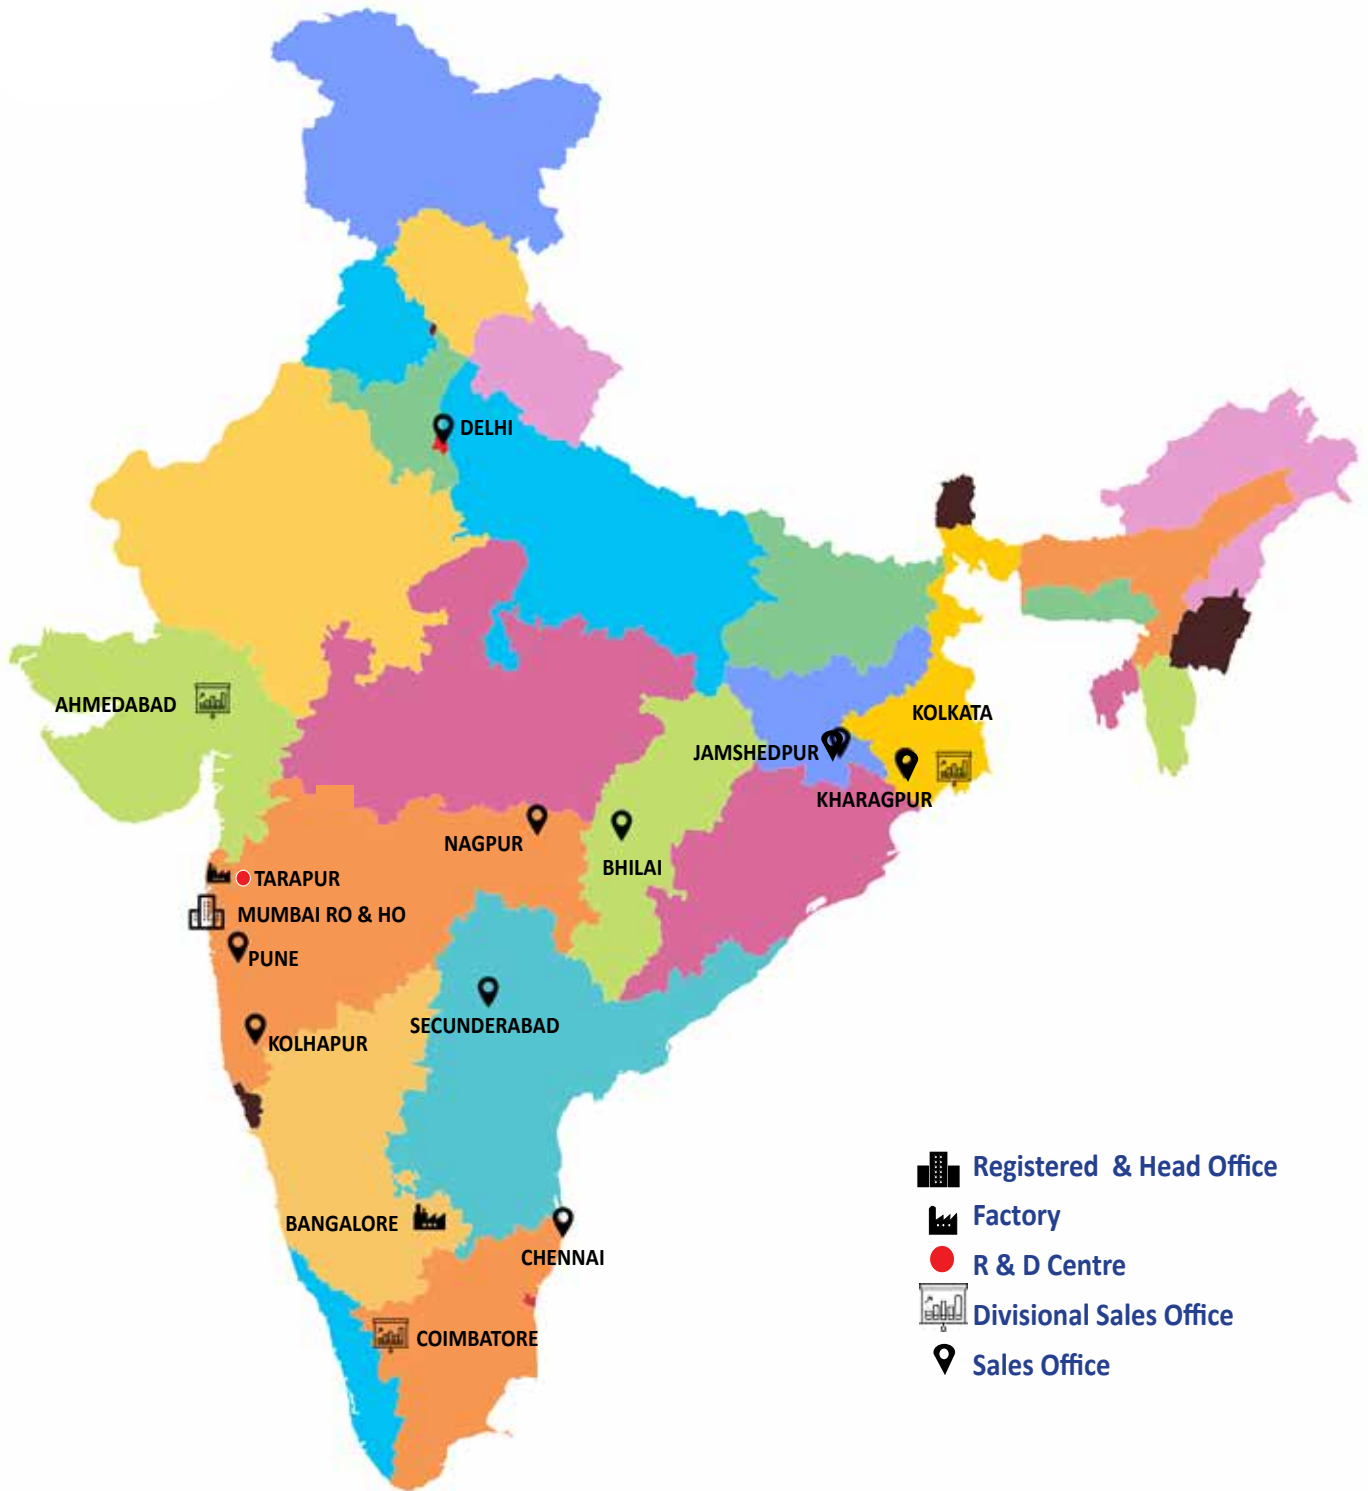 DELHI
AHMEDABAD
KOLKATA
JAMSHEDPUR
KHARAGPUR
NAGPUR
BHILAI
TARAPUR
MUMBAI RO & HO
PUNE
SECUNDERABAD
KOLHAPUR
BANGALORE
CHENNAI
COIMBATORE
Registered & Head Office
Factory
R & D Centre
Divisional Sales Office
Sales Office